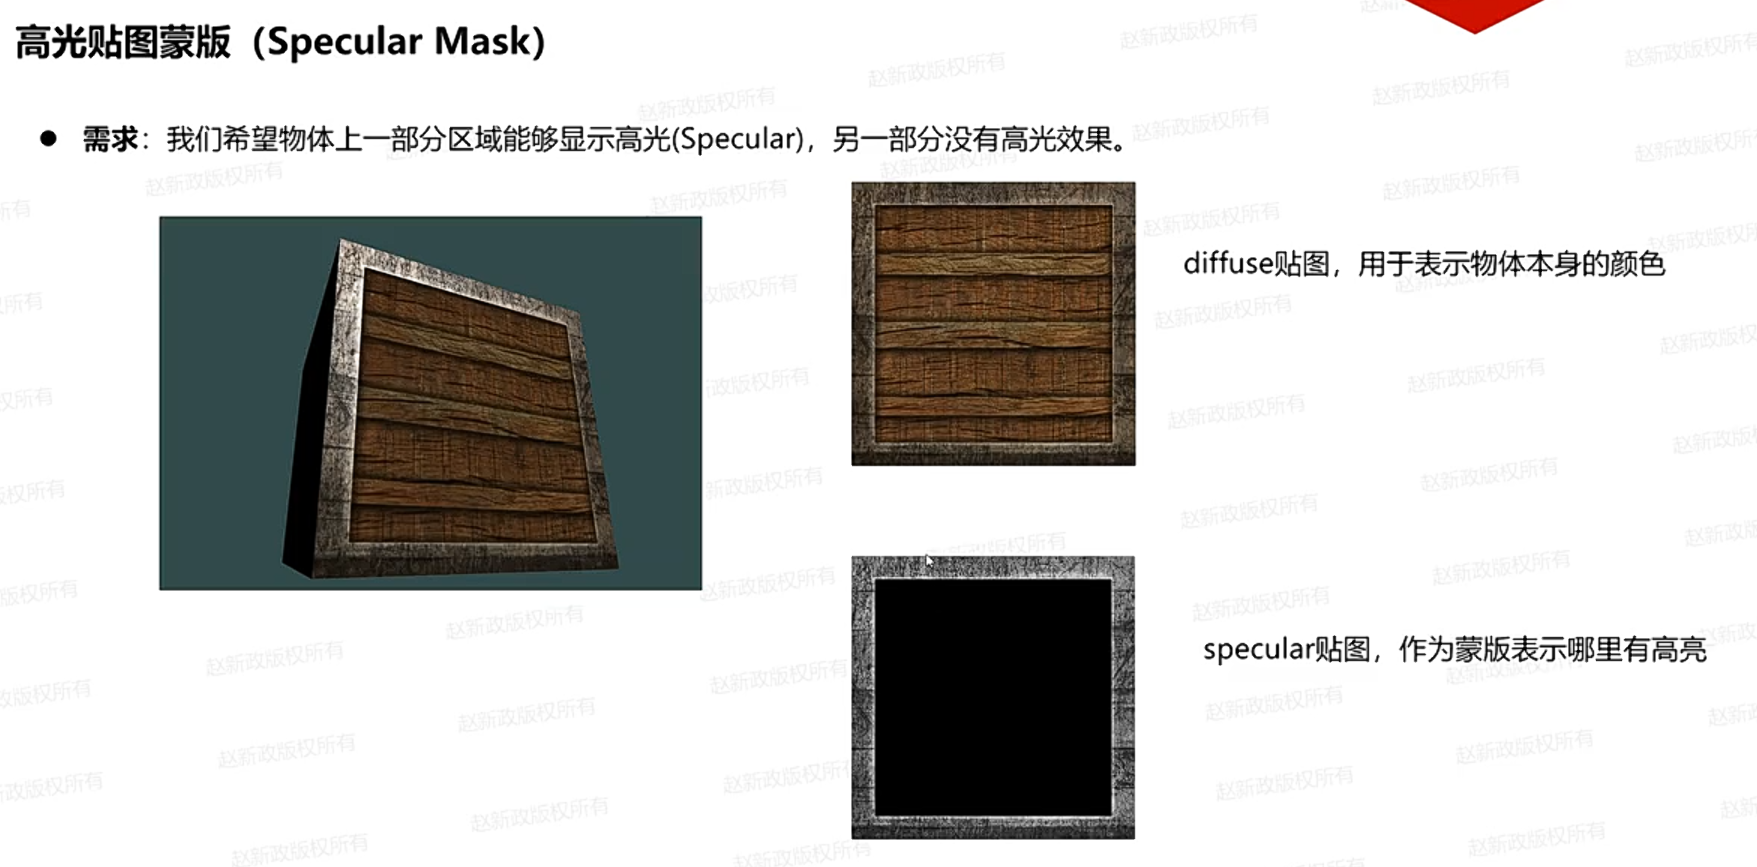 高光贴图蒙版（Specular Mask）
● 需求：我们希望物体上一部分区域能够显示高光(Specular)，另一部分没有高光效果。
diffuse贴图，用于表示物体本身的颜色
specular贴图，作为蒙版表示哪里有高亮
赵新政版权所有